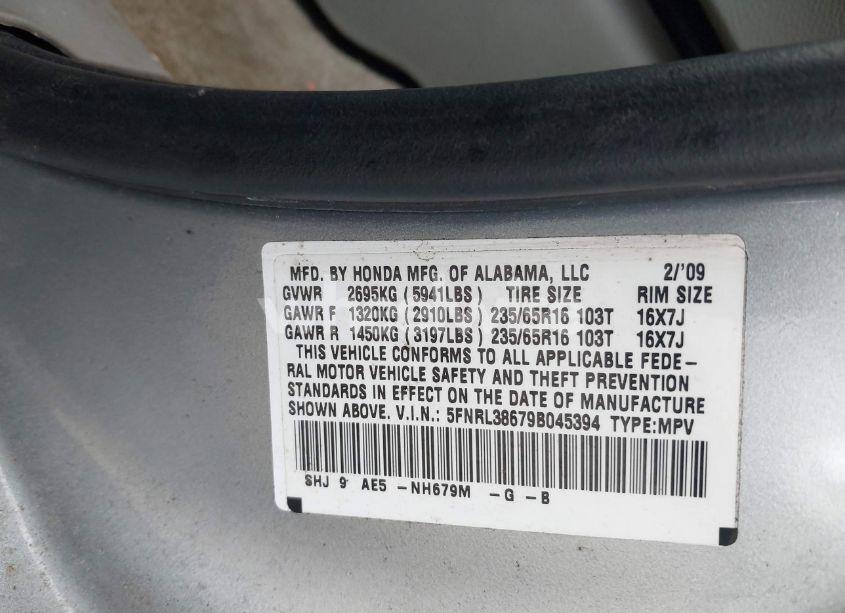 MFD. BY HONDA MFG. OF ALABAMA, LLC 2/'09
GVWR 2695KG (5941LBS) TIRE SIZE RIM SIZE
GAWR F 1320KG (2910LBS) 235/65R16 103T 16X7J
GAWR R 1450KG (3197LBS) 235/65R16 103T 16X7J
THIS VEHICLE CONFORMS TO ALL APPLICABLE FEDE-
RAL MOTOR VEHICLE SAFETY AND THEFT PREVENTION
STANDARDS IN EFFECT ON THE DATE OF MANUFACTURE
SHOWN ABOVE. V.I.N.: 5FNRL38679B045394 TYPE:MPV
SHJ 9 AE5 -NH679M -G -B